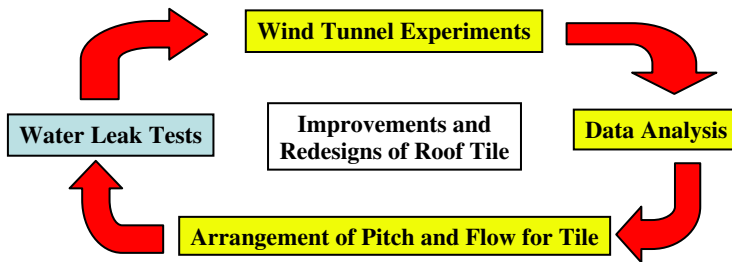 Wind Tunnel Experiments
Water Leak Tests
Improvements and
Redesigns of Roof Tile
Data Analysis
Arrangement of Pitch and Flow for Tile